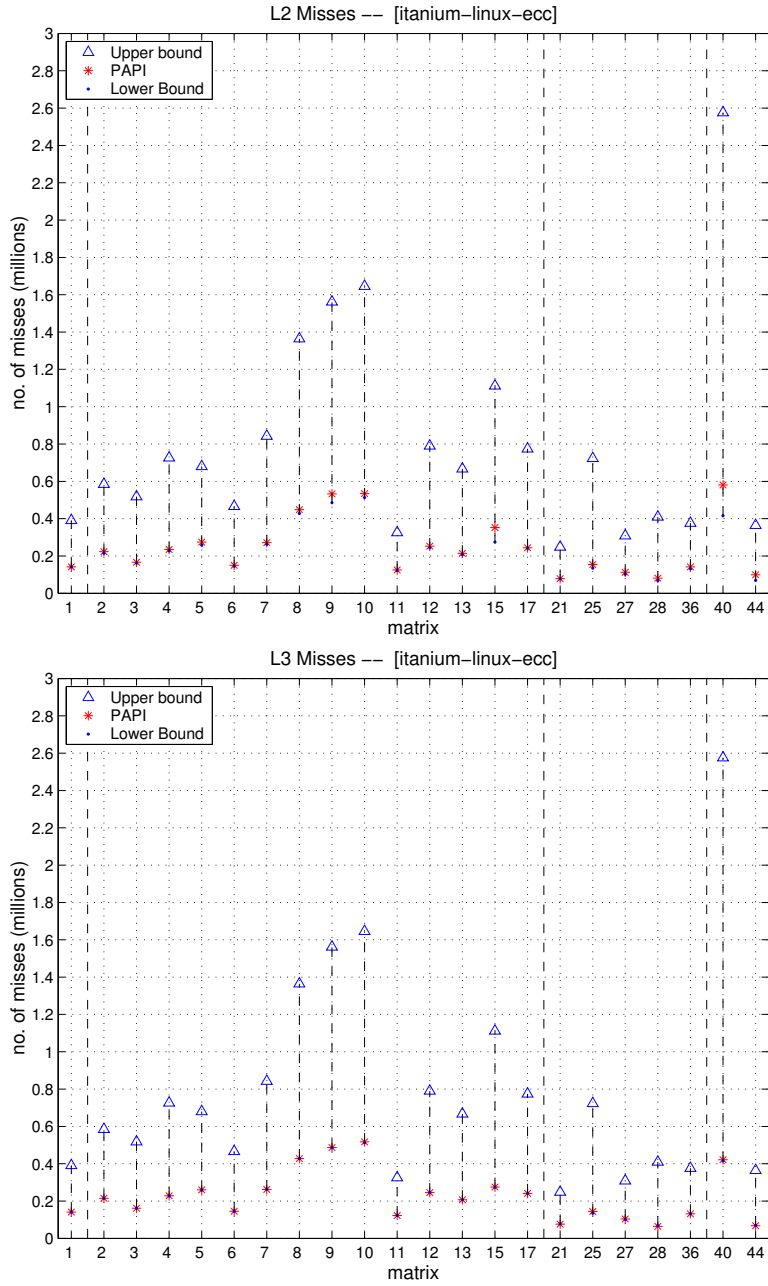 L2 Misses -- [itanium-linux-ecc]
3
2.8
2.6
2.4
2.2
2
1.8
1.6
1.4
1.2
1
0.8
0.6
0.4
0.2
0
no. of misses (millions)
Upper bound
PAPI
Lower Bound
1 2 3 4 5 6 7 8 9 10 11 12 13 15 17 21 25 27 28 36 40 44
matrix
L3 Misses -- [itanium-linux-ecc]
3
2.8
2.6
2.4
2.2
2
1.8
1.6
1.4
1.2
1
0.8
0.6
0.4
0.2
0
no. of misses (millions)
Upper bound
PAPI
Lower Bound
1 2 3 4 5 6 7 8 9 10 11 12 13 15 17 21 25 27 28 36 40 44
matrix